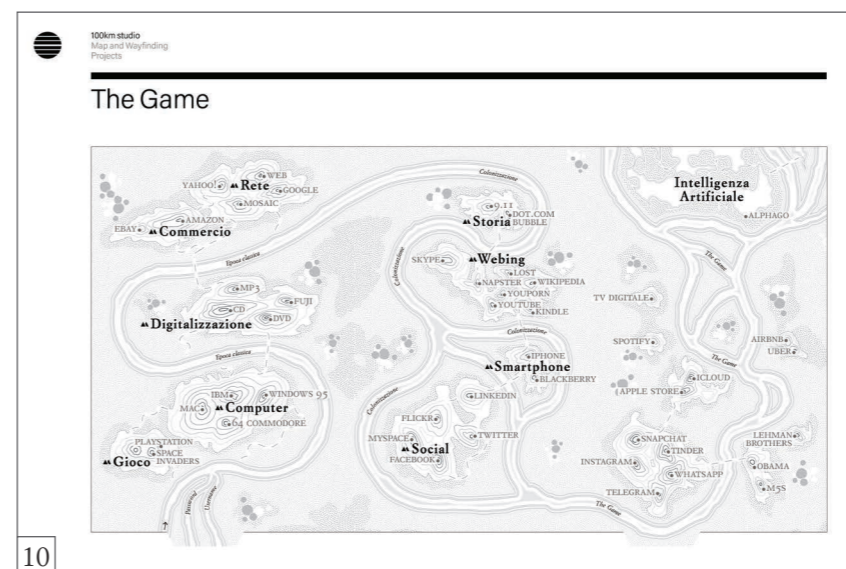 100km studio
Map and Wayfinding
Projects
The Game
YAHOO!
Rete
WEB
GOOGLE
MOSAIC
AMAZON
EBAY
Commercio
Colonizzazione
9.11
DOT.COM
Storia
BUBBLE
Intelligenza
Artificiale
ALPHAGO
Epoca classica
Colonizzazione
SKYPE
Webing
LOST
NAPSTER
WIKIPEDIA
YOUPORN
YOUTUBE
KINDLE
The Game
TV DIGITALE
MP3
CD
FUJI
DVD
Digitalizzazione
Epoca classica
Colonizzazione
IPHONE
Smartphone
BLACKBERRY
SPOTIFY
The Game
AIRBNB
UBER
ICLOUD
(APPLE STORE)
IBM
WINDOWS 95
MAC
Computer
64 COMMODORE
Colonizzazione
LINKEDIN
FLICKR
MYSPACE
TWITTER
Social
FACEBOOK
PLAYSTATION
SPACE
INVADERS
Gioco
SNAPCHAT
TINDER
INSTAGRAM
WHATSAPP
TELEGRAM
LEHMAN
BROTHERS
OBAMA
M5S
The Game
Password
Username
10